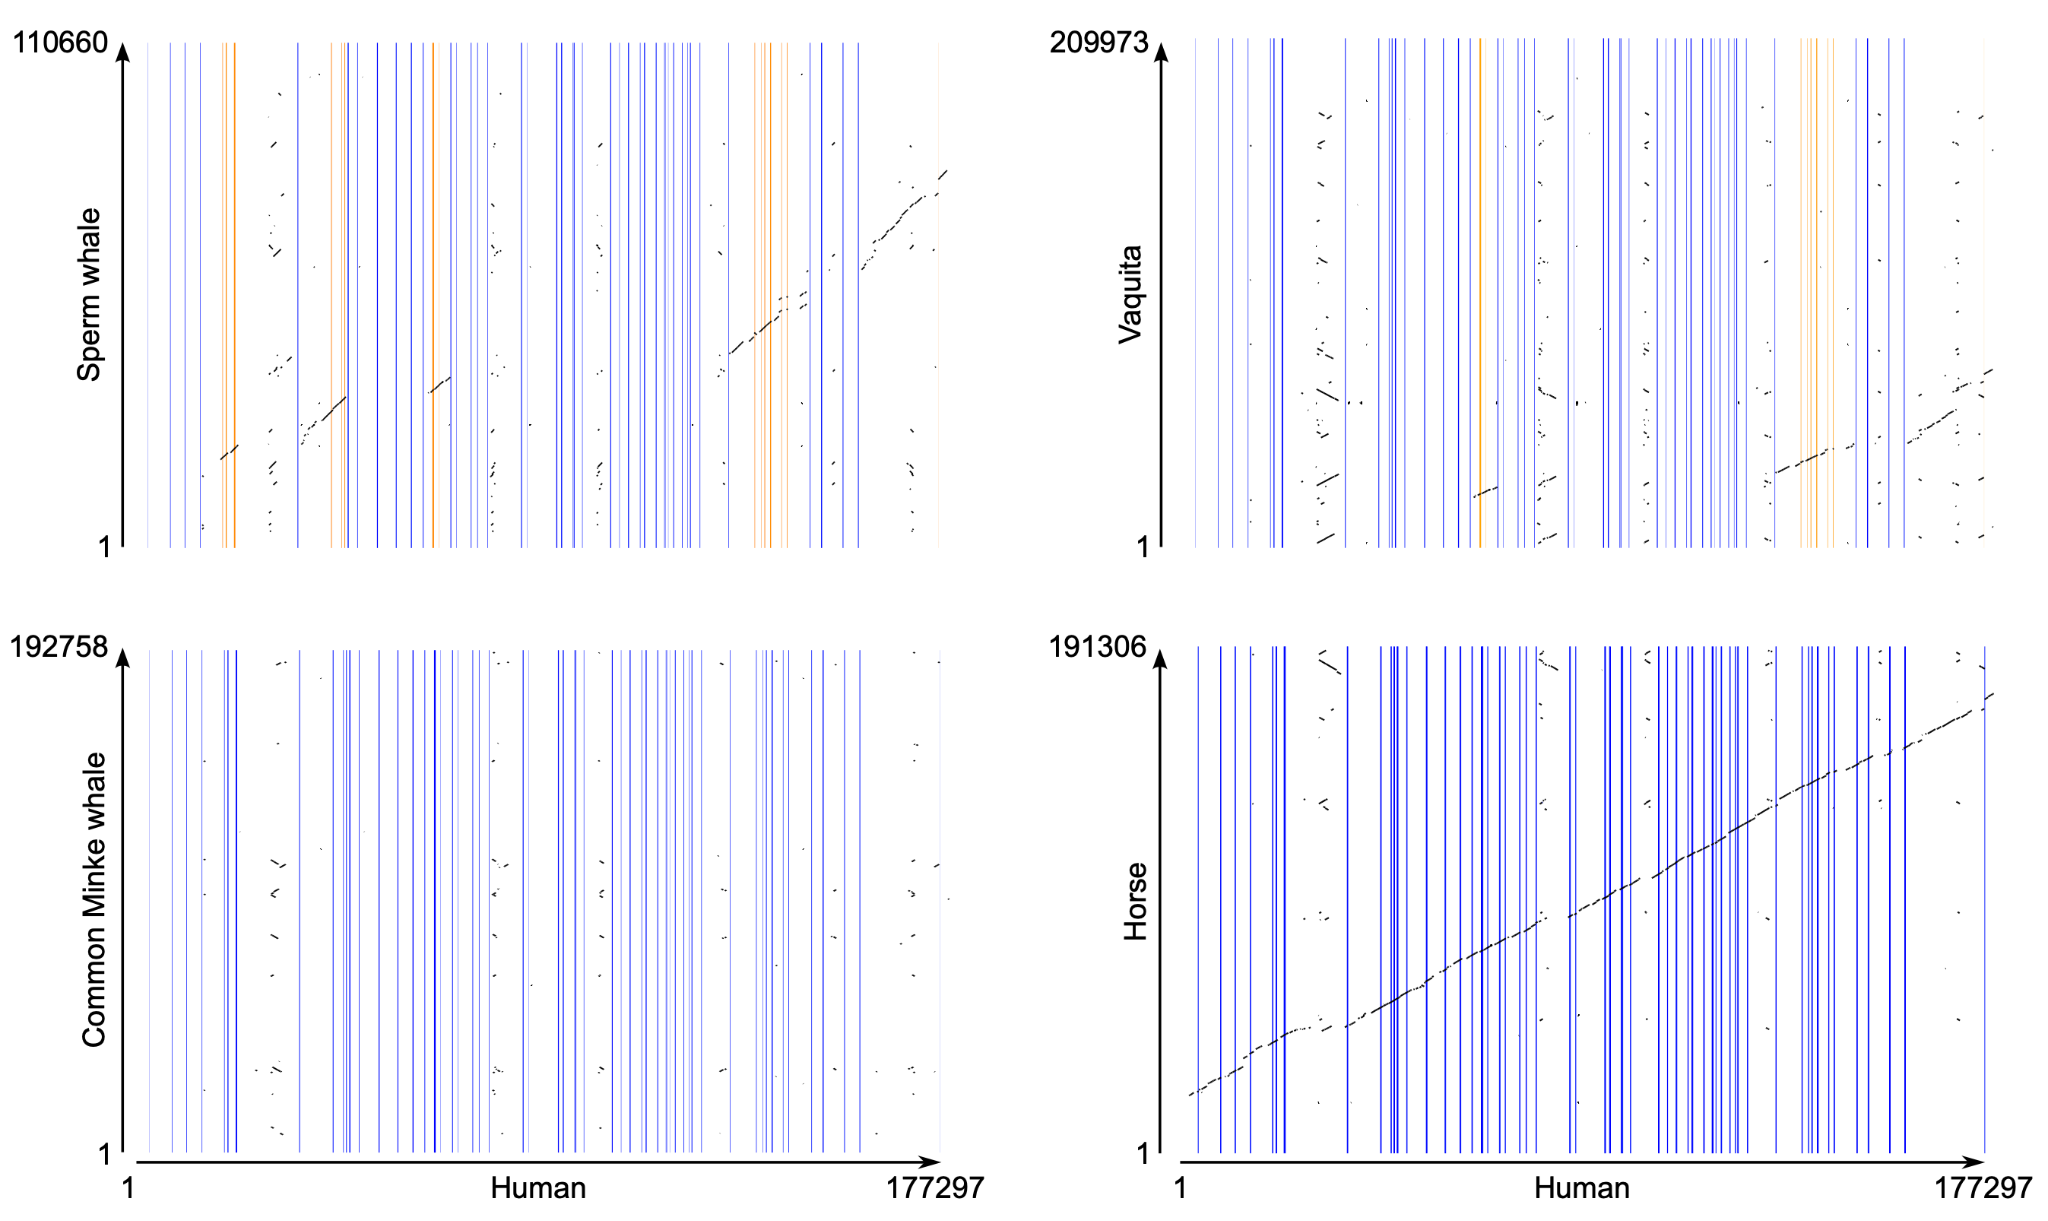 110660
Sperm whale
1
209973
Vaquita
1
192758
Common Minke whale
1
191306
Horse
1
1
Human
177297
1
Human
177297